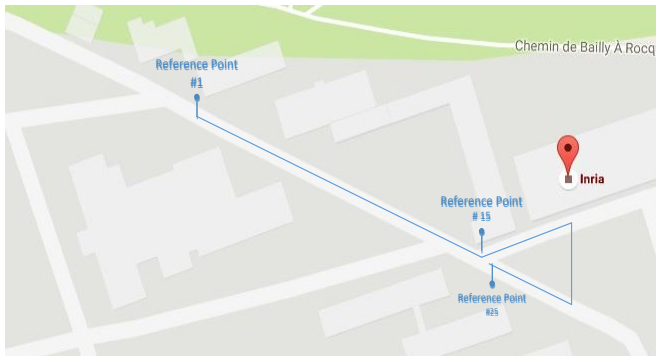 Chemin de Bailly À Rocq
Reference Point
#1
Inria
Reference Point
# 15
Reference Point
#25